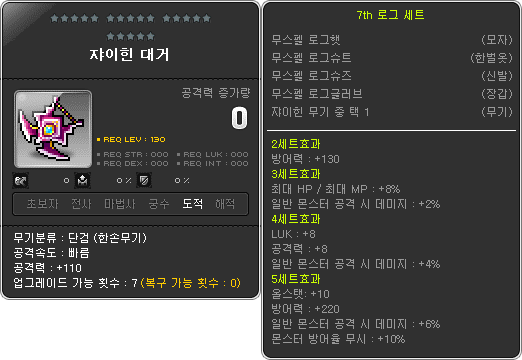 ★★★★★ ★★★★★ ★★★★★
★★★★★
쟈이힌 대거
공격력 증가량
0
• REQ LEV : 130
• REQ STR : 000 • REQ LUK : 000
• REQ DEX : 000 • REQ INT : 000
0 0 % 0 %
초보자 전사 마법사 궁수 도적 해적
무기분류 : 단검 (한손무기)
공격속도 : 빠름
공격력 : +110
업그레이드 가능 횟수 : 7 (복구 가능 횟수 : 0)
7th 로그 세트
무스펠 로그햇 (모자)
무스펠 로그슈트 (한벌옷)
무스펠 로그슈즈 (신발)
무스펠 로그글러브 (장갑)
쟈이힌 무기 중 택 1 (무기)
2세트효과
방어력 : +130
3세트효과
최대 HP / 최대 MP : +8%
일반 몬스터 공격 시 데미지 : +2%
4세트효과
LUK : +8
공격력 : +8
일반 몬스터 공격 시 데미지 : +4%
5세트효과
올스탯: +10
방어력 : +220
일반 몬스터 공격 시 데미지 : +6%
몬스터 방어율 무시 : +10%